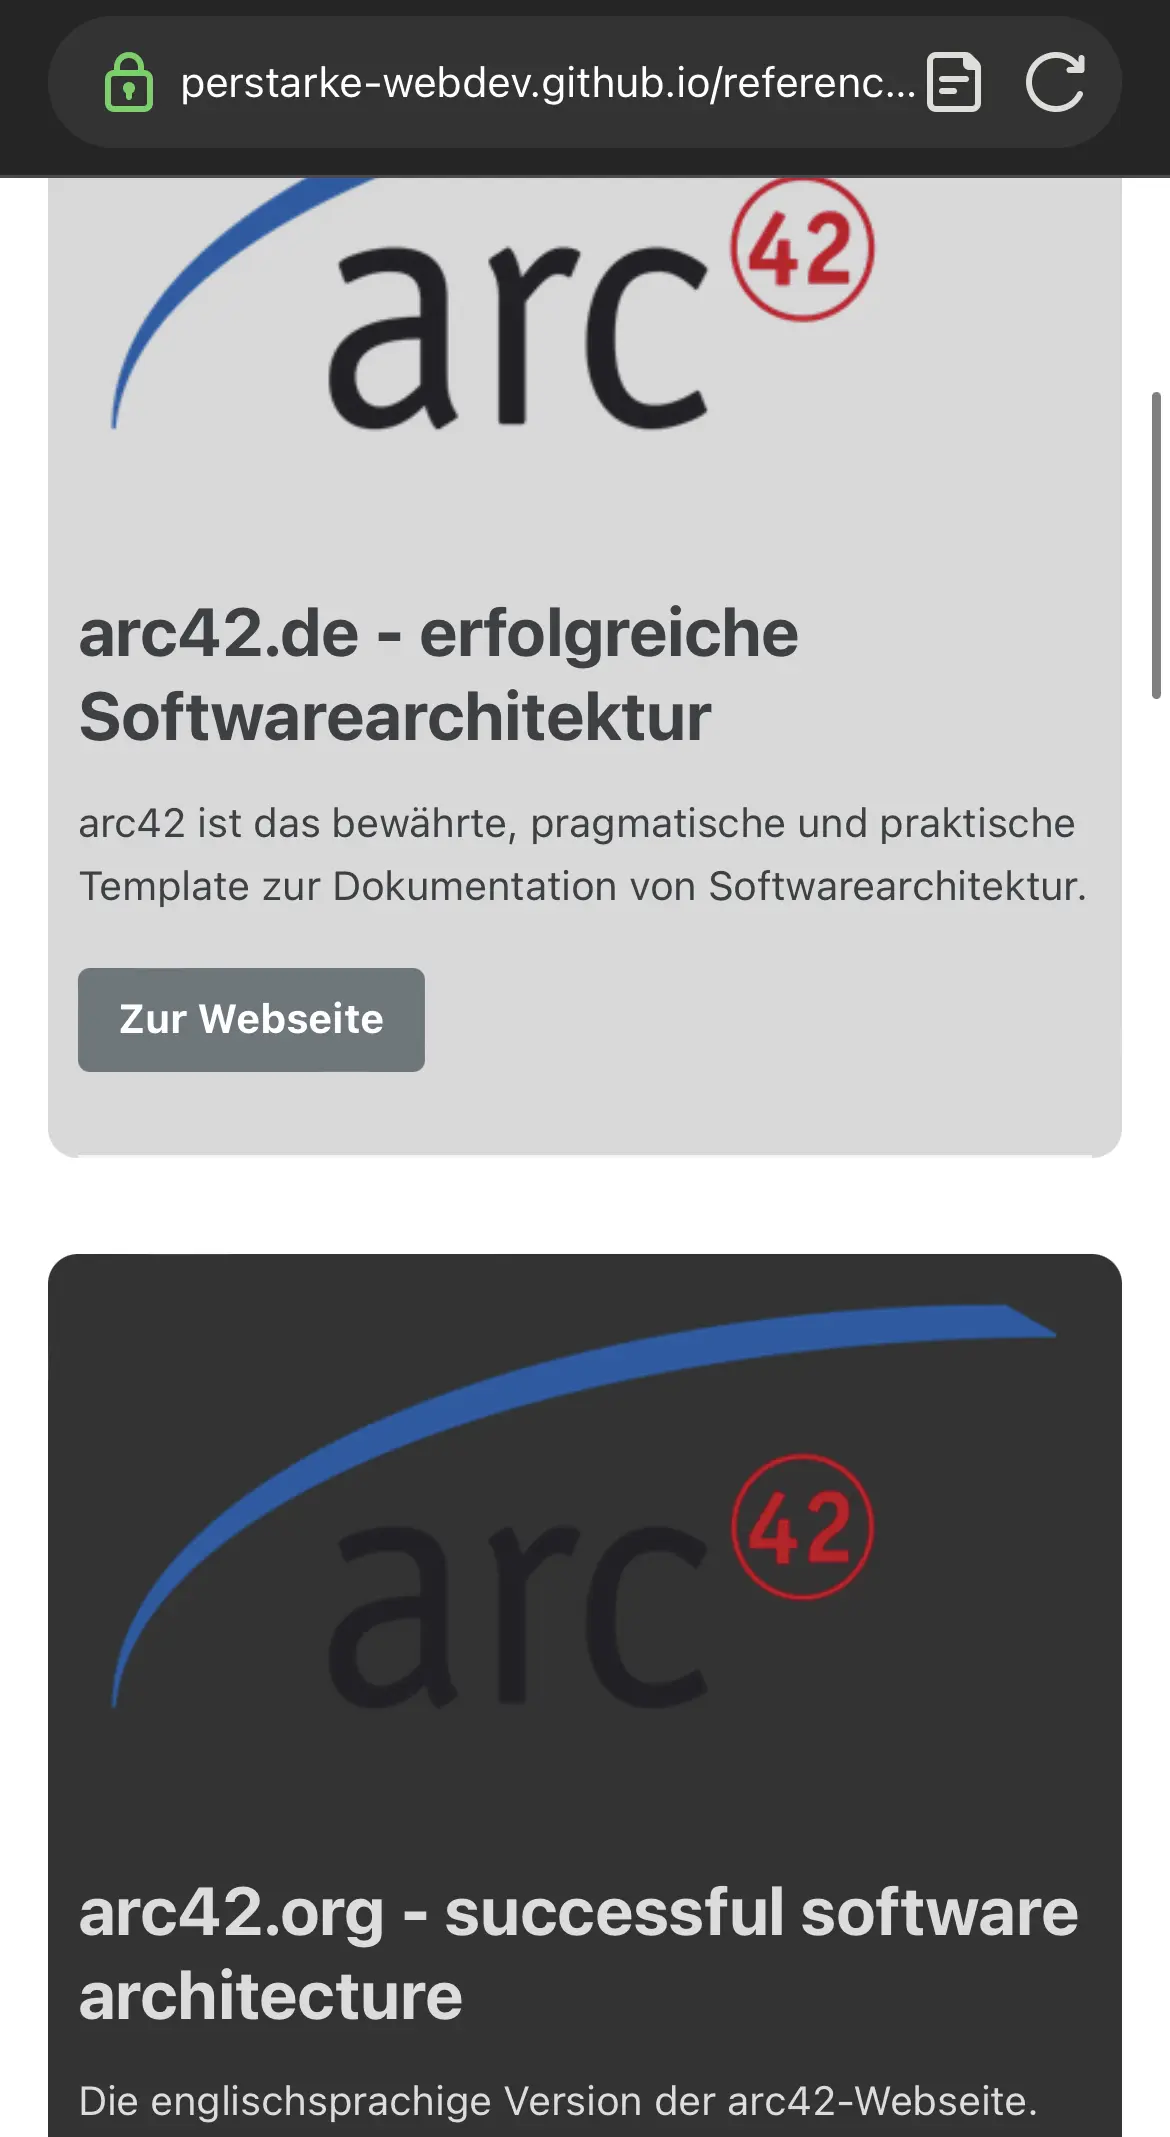 perstarke-webdev.github.io/referenc...
arc 42
arc42.de - erfolgreiche
Softwarearchitektur
arc42 ist das bewährte, pragmatische und praktische
Template zur Dokumentation von Softwarearchitektur.
Zur Webseite
arc 42
arc42.org - successful software
architecture
Die englischsprachige Version der arc42-Webseite.